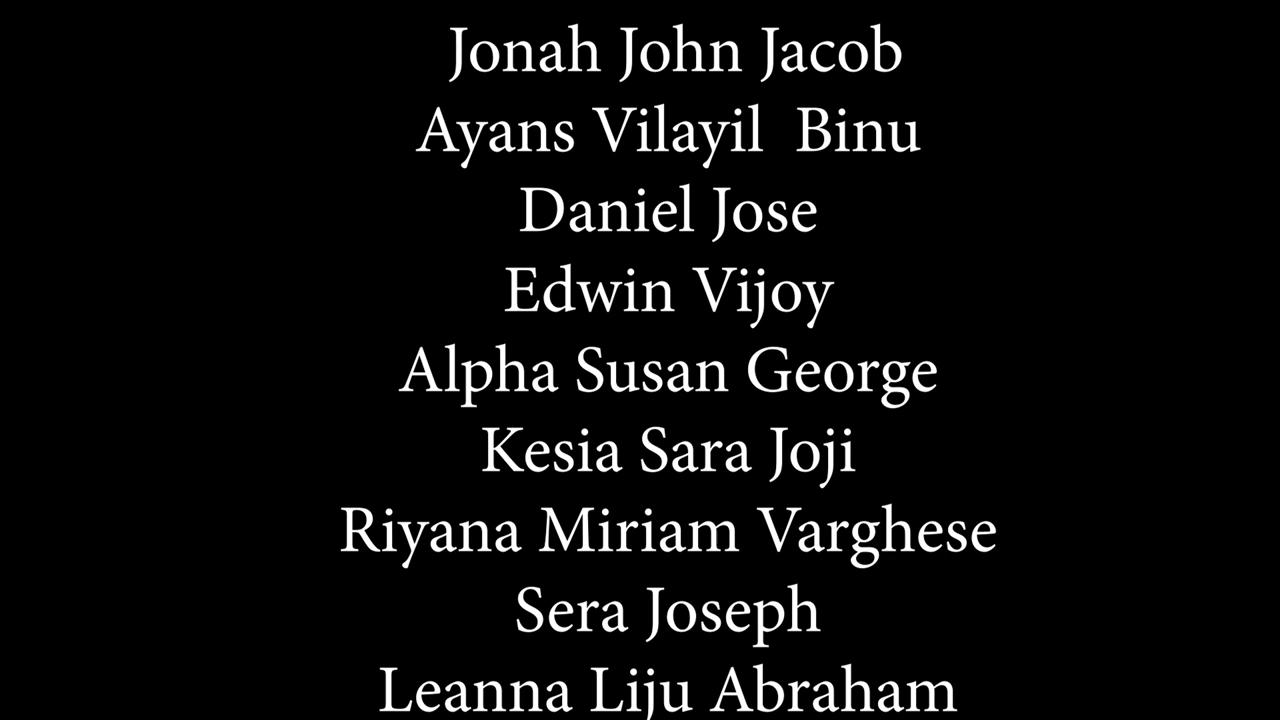 Jonah John Jacob
Ayans Vilayil  Binu
Daniel Jose
Edwin Vijoy
Alpha Susan George
Kesia Sara Joji
Riyana Miriam Varghese
Sera Joseph
Leanna Liju Abraham